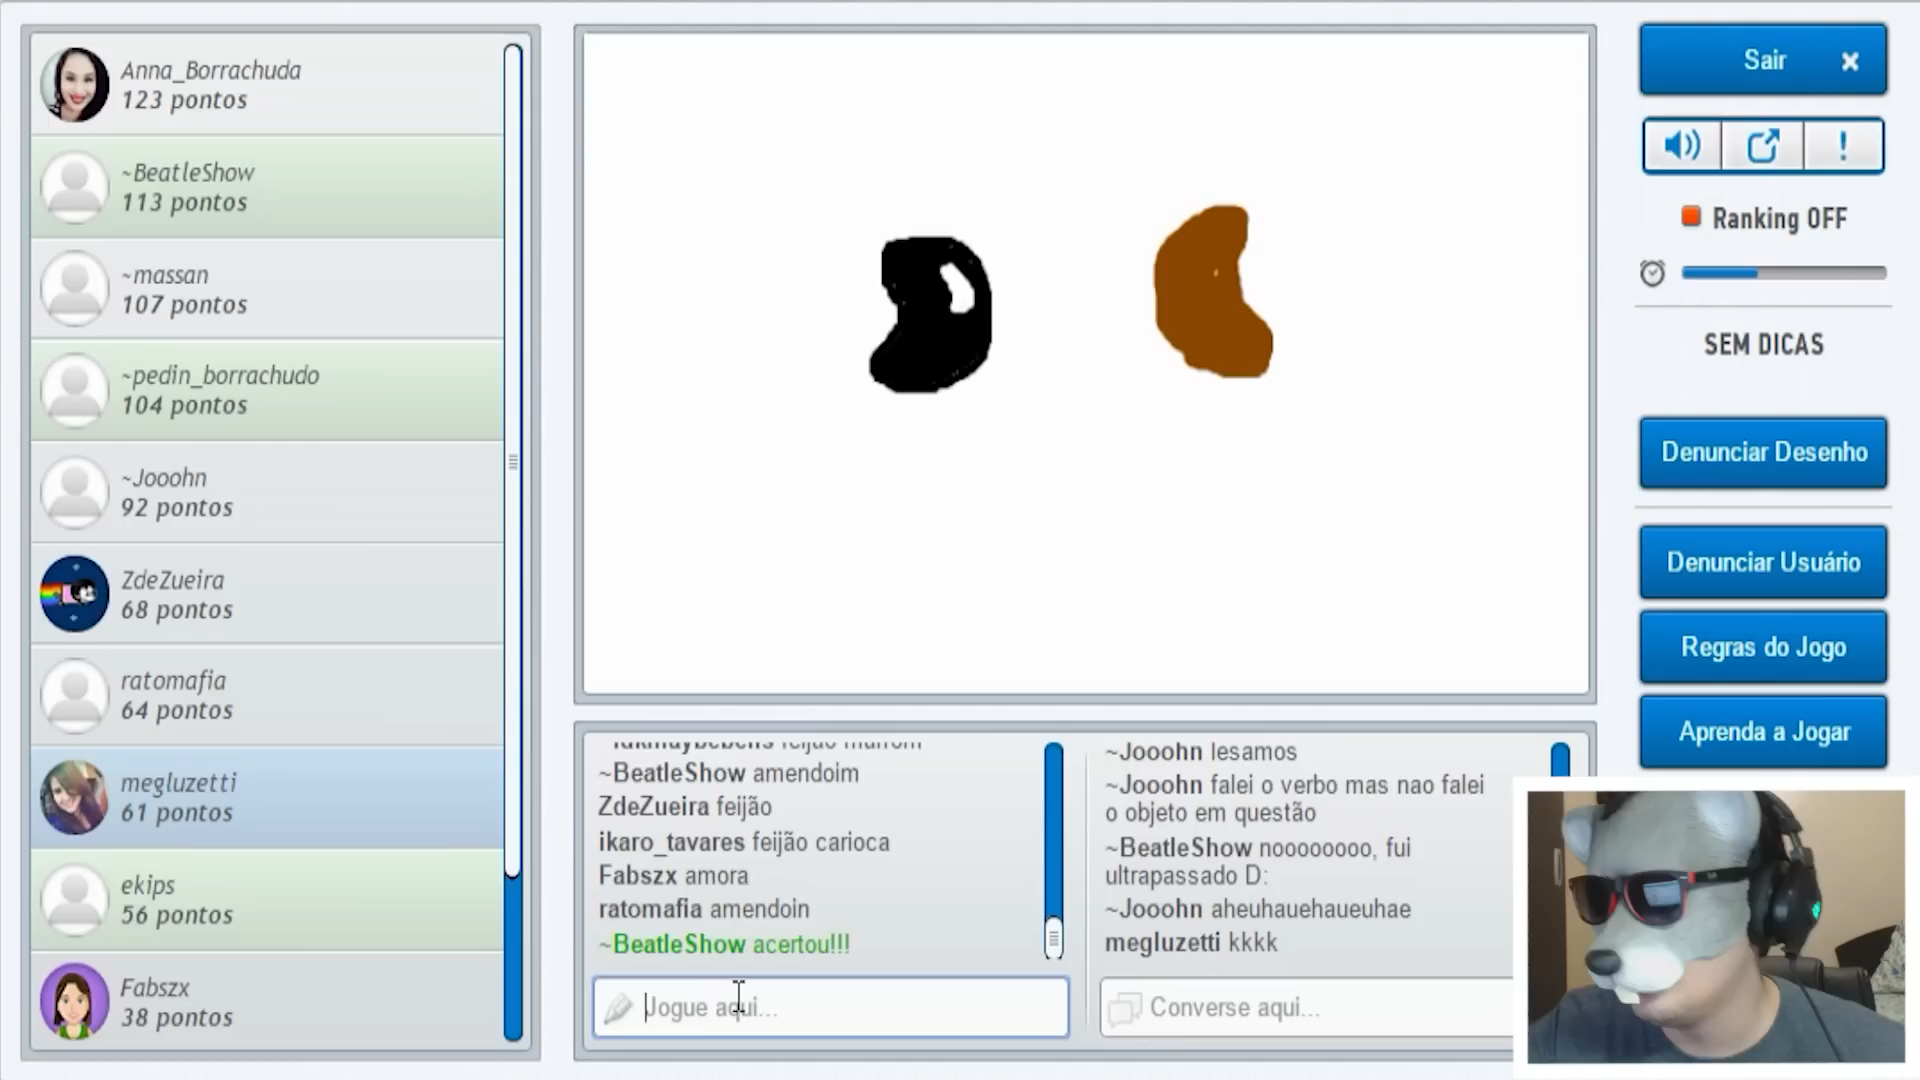 Anna_Borrachuda
123 pontos
~BeatleShow
113 pontos
~massan
107 pontos
~pedin_borrachudo
104 pontos
~Jooohn
92 pontos
ZdeZueira
68 pontos
ratomafia
64 pontos
megluzetti
61 pontos
ekips
56 pontos
Fabszx
38 pontos
~BeatleShow amendoim
ZdeZueira feijão
ikaro_tavares feijão carioca
Fabszx amora
ratomafia amendoin
~BeatleShow acertou!!!
Jogue aqui...
~Jooohn lesamos
~Jooohn falei o verbo mas nao falei
o objeto em questão
~BeatleShow noooooooo, fui
ultrapassado D:
~Jooohn aheuhauehaueuhae
megluzetti kkkk
Converse aqui...
Sair
Ranking OFF
SEM DICAS
Denunciar Desenho
Denunciar Usuário
Regras do Jogo
Aprenda a Jogar